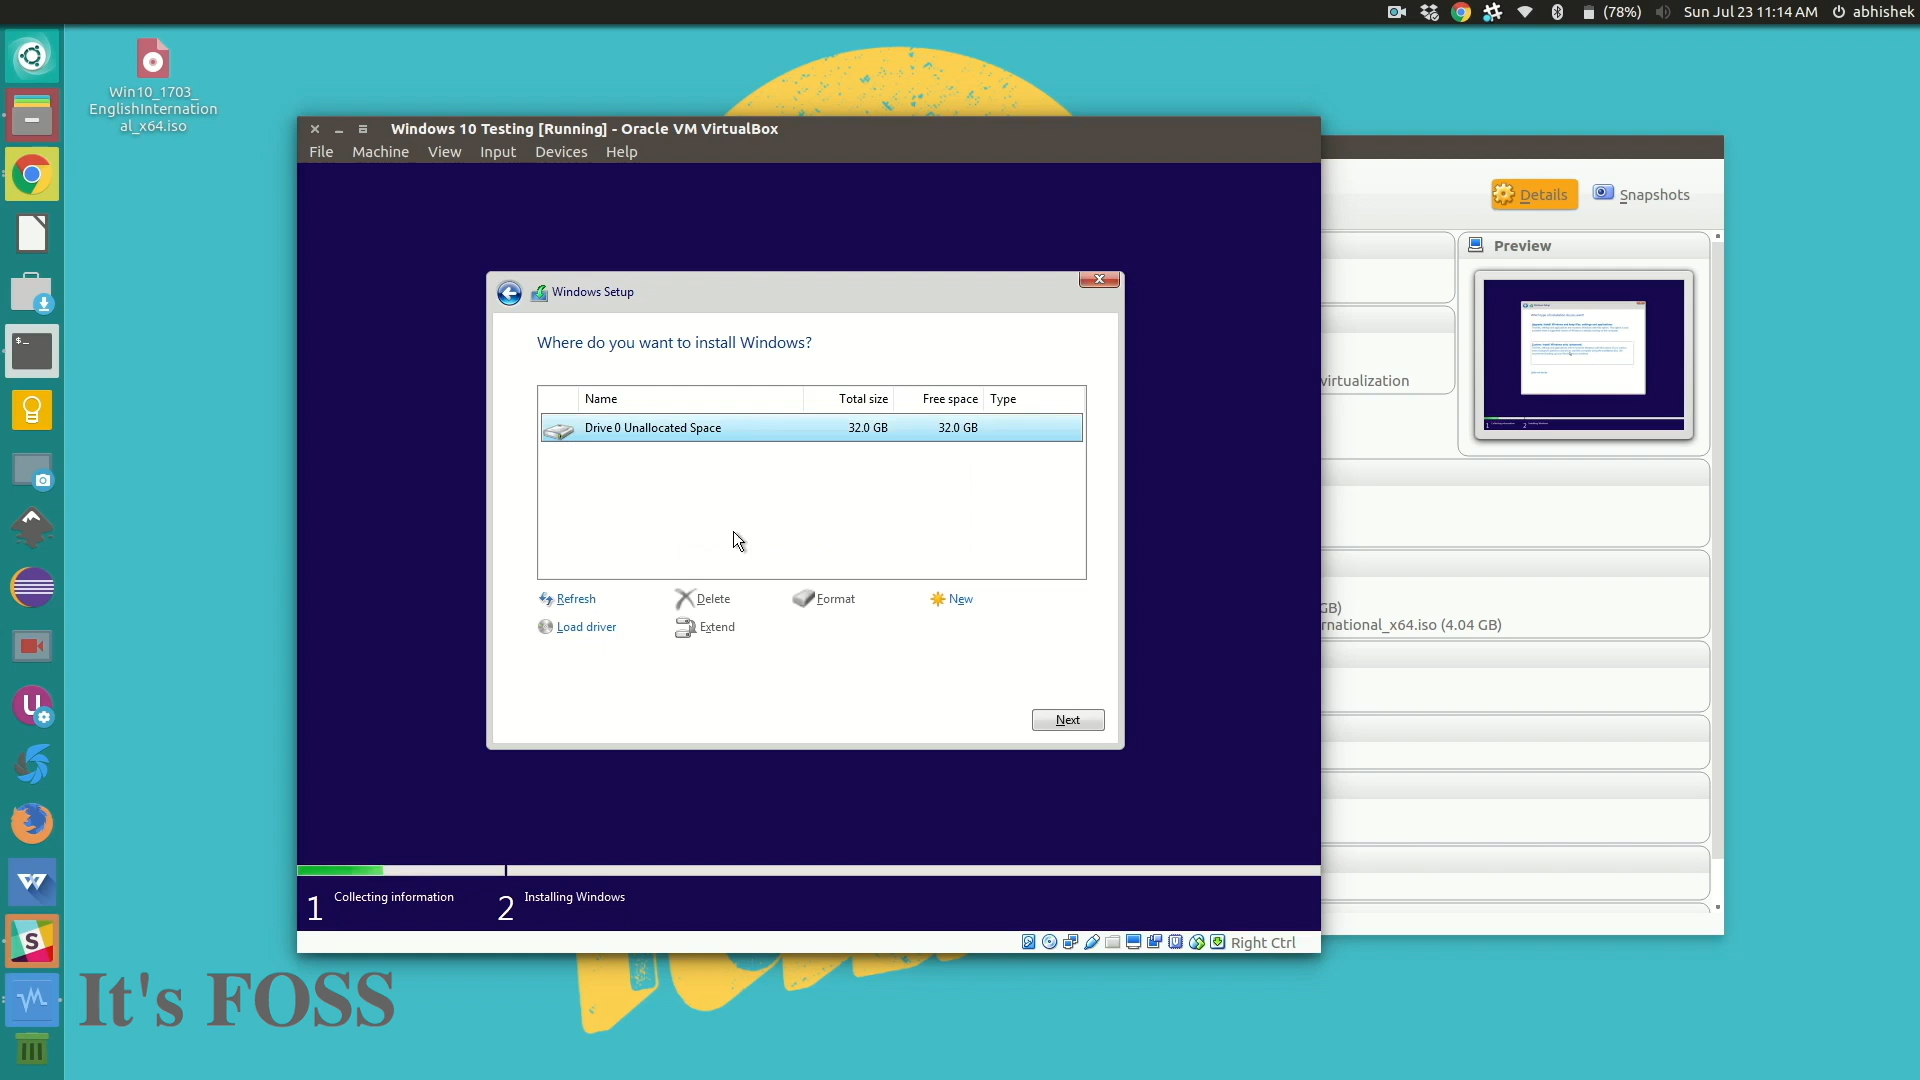 (78%) Sun Jul 23 11:14 AM abhishek
Win10_1703_
EnglishInternation
al_x64.iso
Windows 10 Testing [Running] - Oracle VM VirtualBox
File Machine View Input Devices Help
Details Snapshots
Preview
Windows Setup
Where do you want to install Windows?
Name Total size Free space Type
Drive 0 Unallocated Space 32.0 GB 32.0 GB
Refresh Delete Format New
Load driver Extend
Next
virtualization
GB)
rnational_x64.iso (4.04 GB)
1 Collecting information 2 Installing Windows
Right Ctrl
It's FOSS